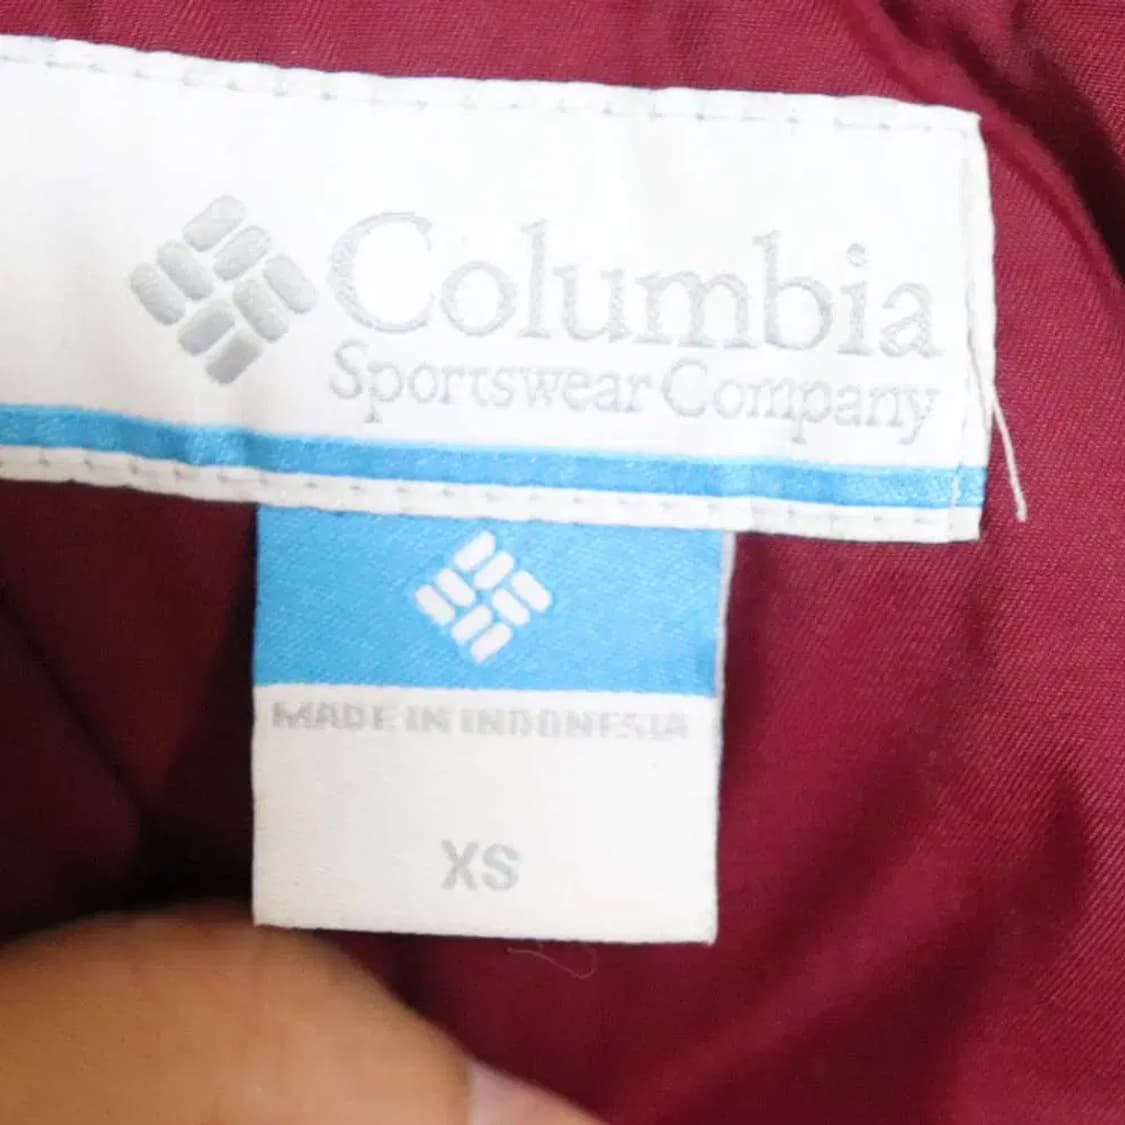 Columbia
Sportswear Company
MADE IN INDONESIA
XS